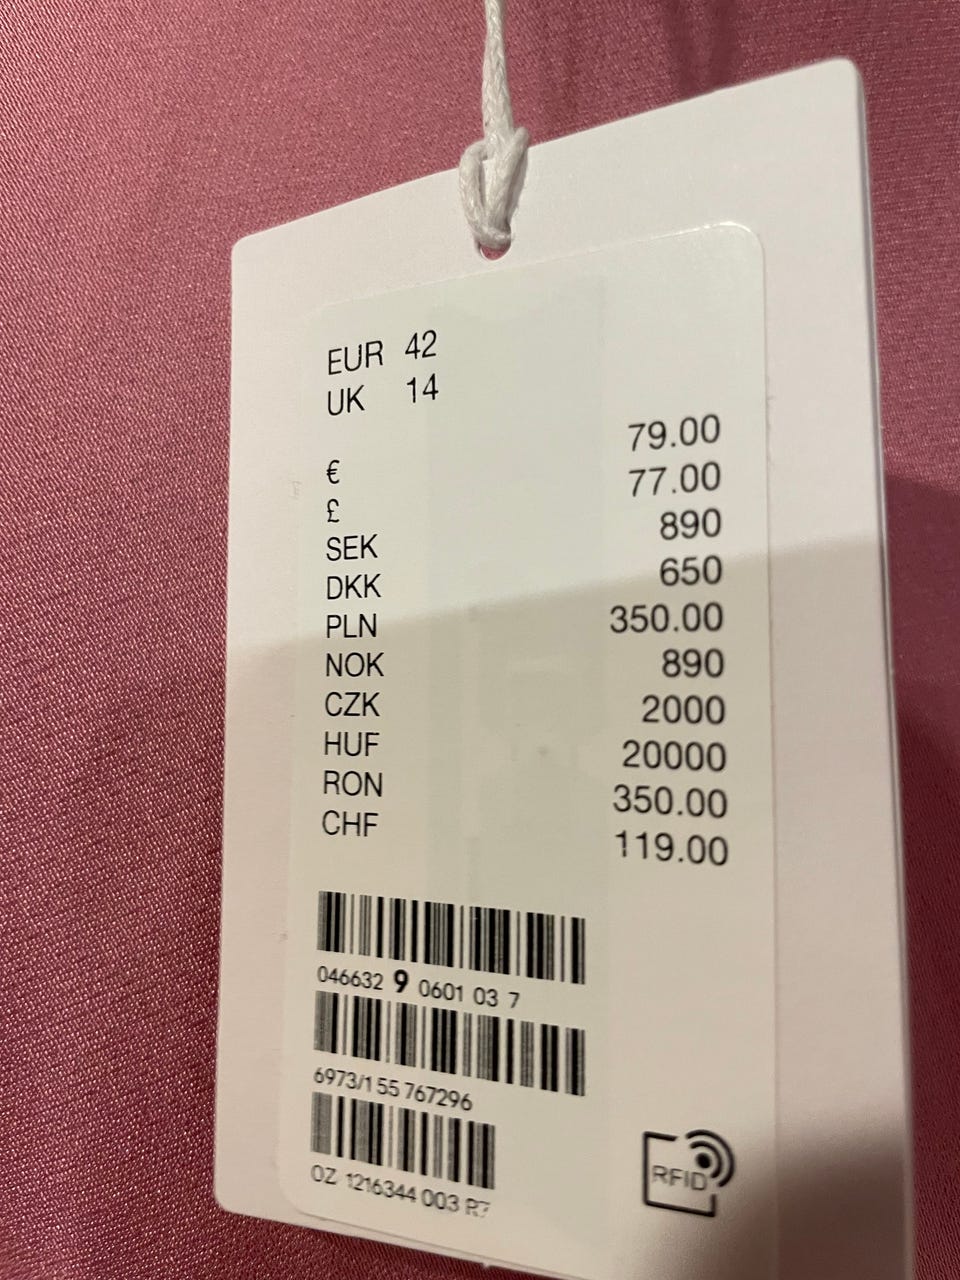 EUR 42
UK 14
€ 79.00
£ 77.00
SEK 890
DKK 650
PLN 350.00
NOK 890
CZK 2000
HUF 20000
RON 350.00
CHF 119.00
046632 9 0601 03 7
6973/1 55 767296
OZ 1216344 003 R7
RFID